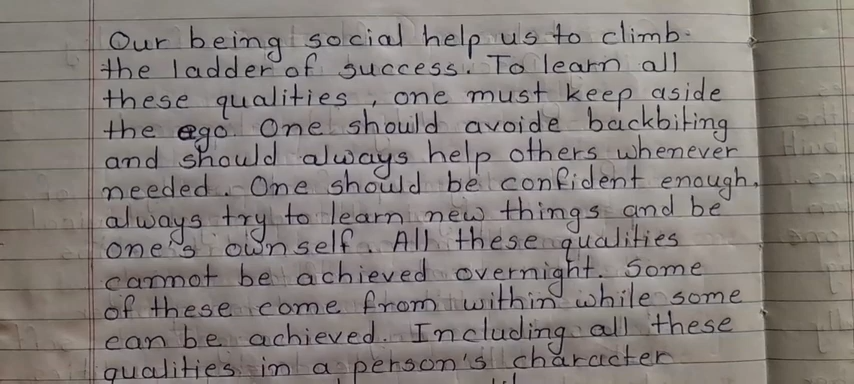 Our being social help us to climb
the ladder of success. To learn all
these qualities, one must keep aside
the ego. One should avoide backbiting
and should always help others whenever
needed. One should be confident enough,
always try to learn new things and be
one's ownself. All these qualities
cannot be achieved overnight. Some
of these come from within while some
can be achieved. Including all these
qualities in a person's character